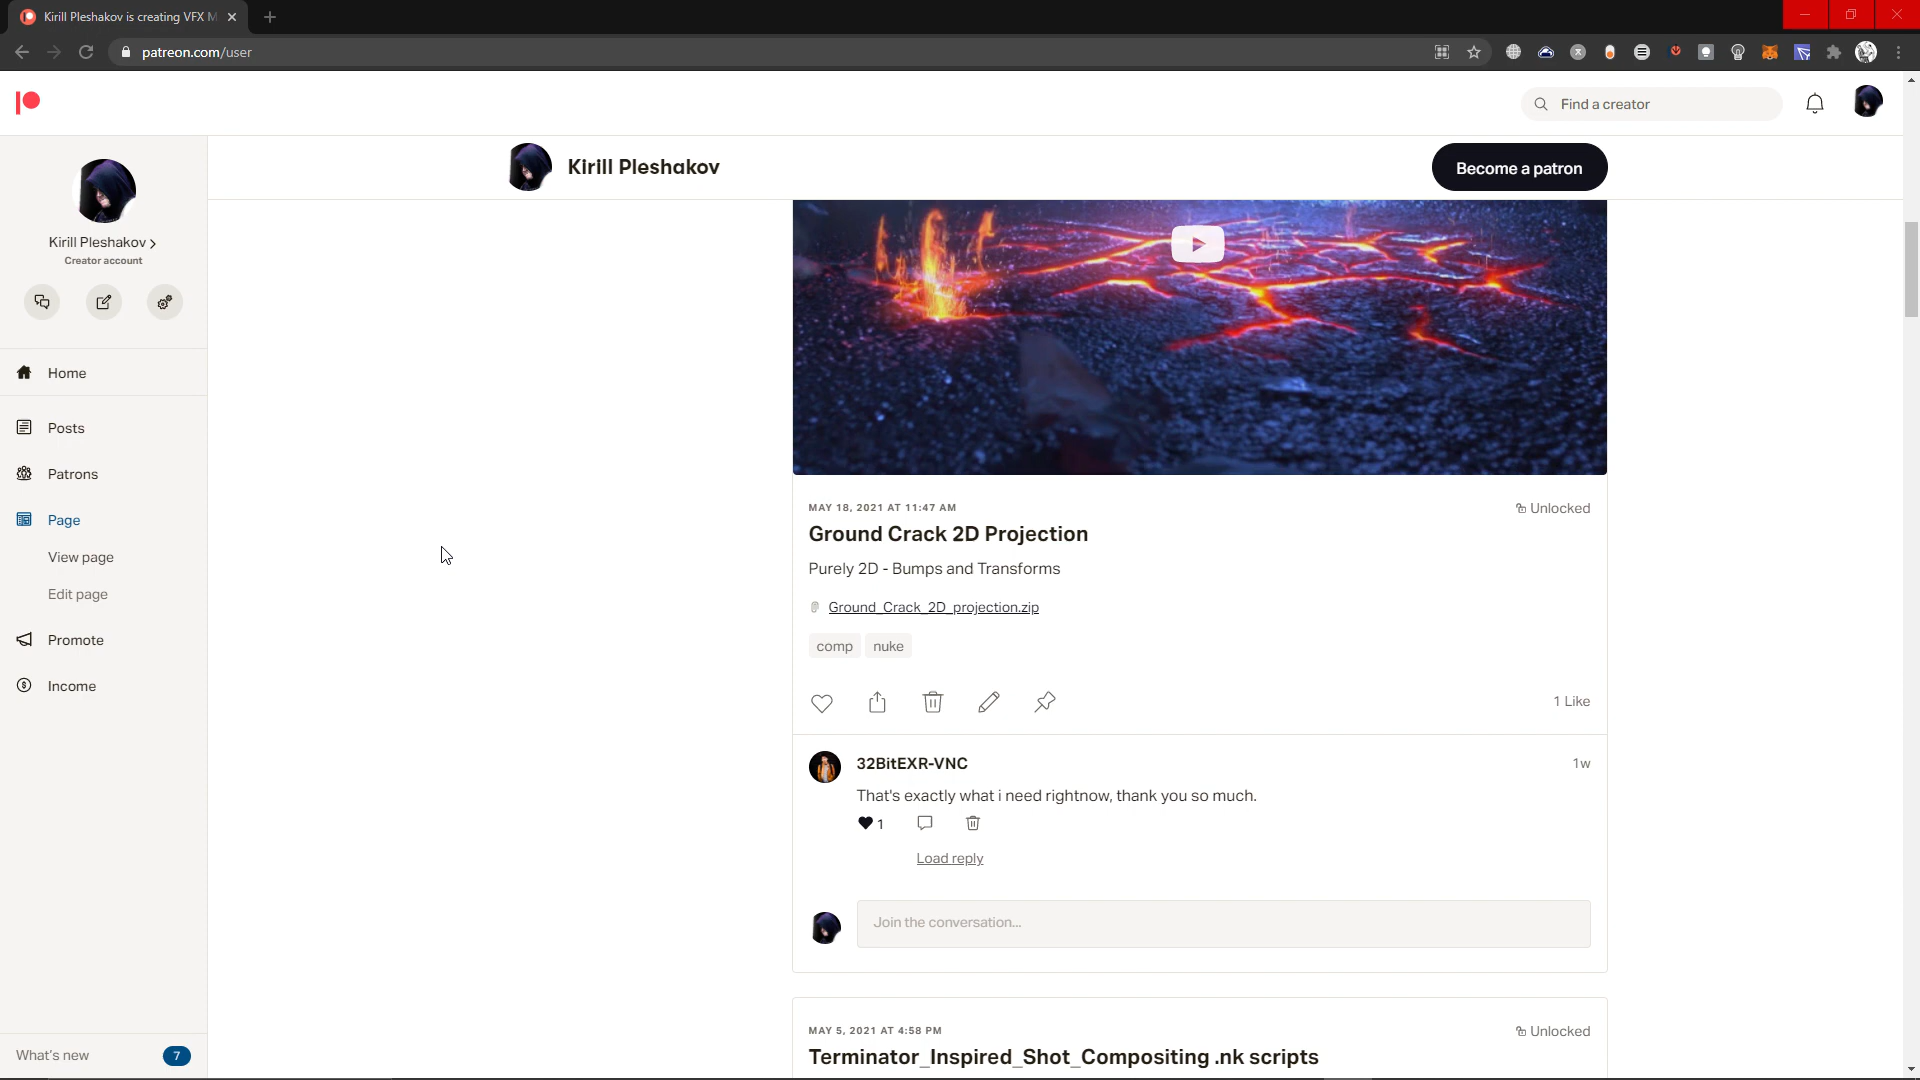 Kirill Pleshakov is creating VFX M
patreon.com/user
Find a creator
Kirill Pleshakov
Become a patron
Kirill Pleshakov
Creator account
Home
Posts
Patrons
Page
View page
Edit page
Promote
Income
What's new
7
MAY 18, 2021 AT 11:47 AM
Unlocked
Ground Crack 2D Projection
Purely 2D - Bumps and Transforms
Ground_Crack_2D_projection.zip
comp nuke
1 Like
32BitEXR-VNC
1w
That's exactly what i need rightnow, thank you so much.
1
Load reply
Join the conversation...
MAY 5, 2021 AT 4:58 PM
Unlocked
Terminator_Inspired_Shot_Compositing .nk scripts